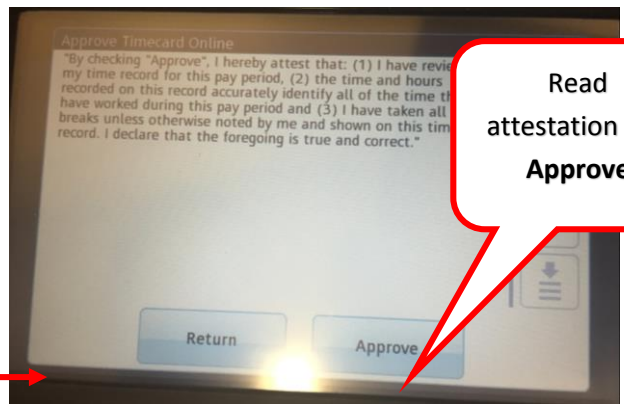 Approve Timecard Online
"By checking "Approve", I hereby attest that: (1) I have
my time record for this pay period, (2) the time and hours
recorded on this record accurately identify all of the time
have worked during this pay period and (3) I have taken all
breaks unless otherwise noted by me and shown on this
record. I declare that the foregoing is true and correct."
Return
Approve
Read
attestation
Approve